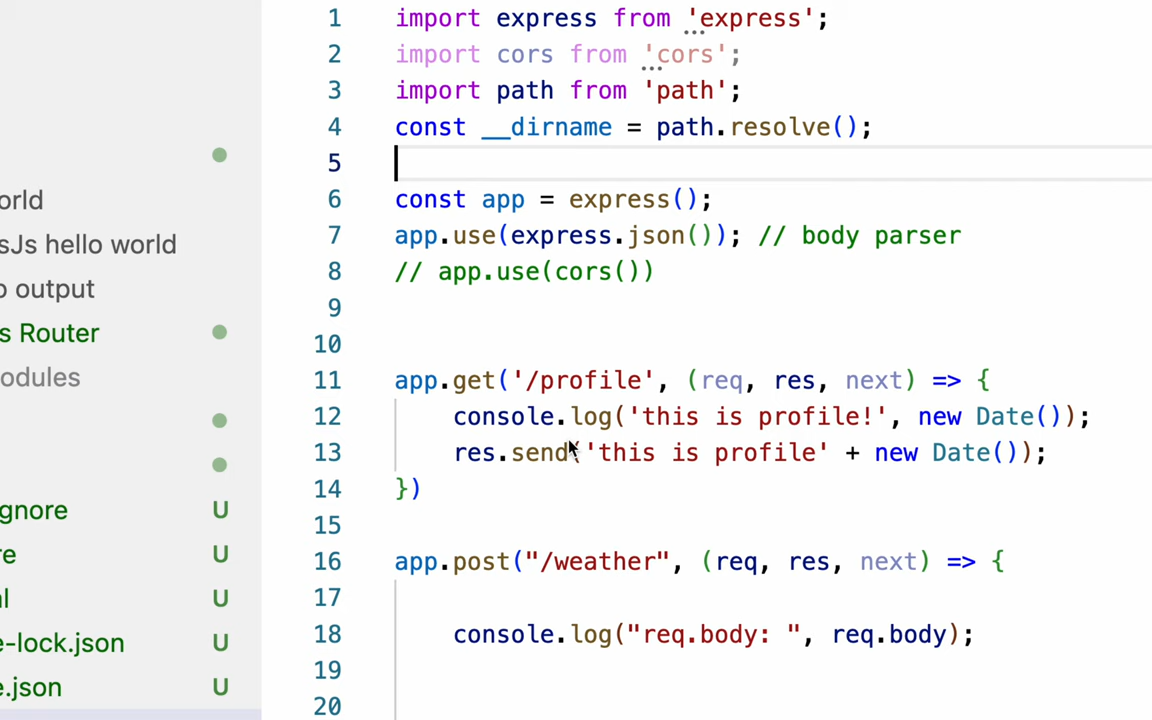 1 import express from 'express';
2 import cors from 'cors';
3 import path from 'path';
4 const __dirname = path.resolve();
5
6 const app = express();
7 app.use(express.json()); // body parser
8 // app.use(cors())
9
10
11 app.get('/profile', (req, res, next) => {
12 console.log('this is profile!', new Date());
13 res.send('this is profile' + new Date());
14 })
15
16 app.post("/weather", (req, res, next) => {
17
18 console.log("req.body: ", req.body);
19
20
orld
sJs hello world
o output
s Router
odules
gnore U
re U
l U
e-lock.json U
e.json U